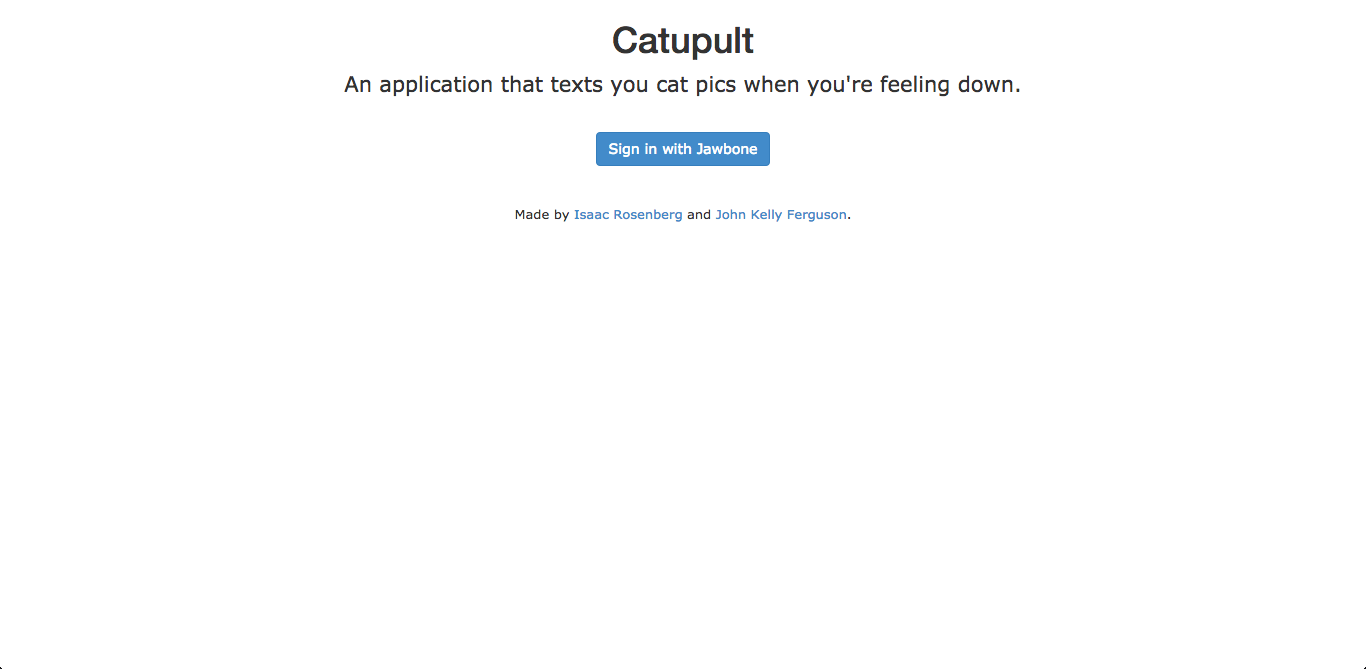 Catupult
An application that texts you cat pics when you're feeling down.
Sign in with Jawbone
Made by Isaac Rosenberg and John Kelly Ferguson.